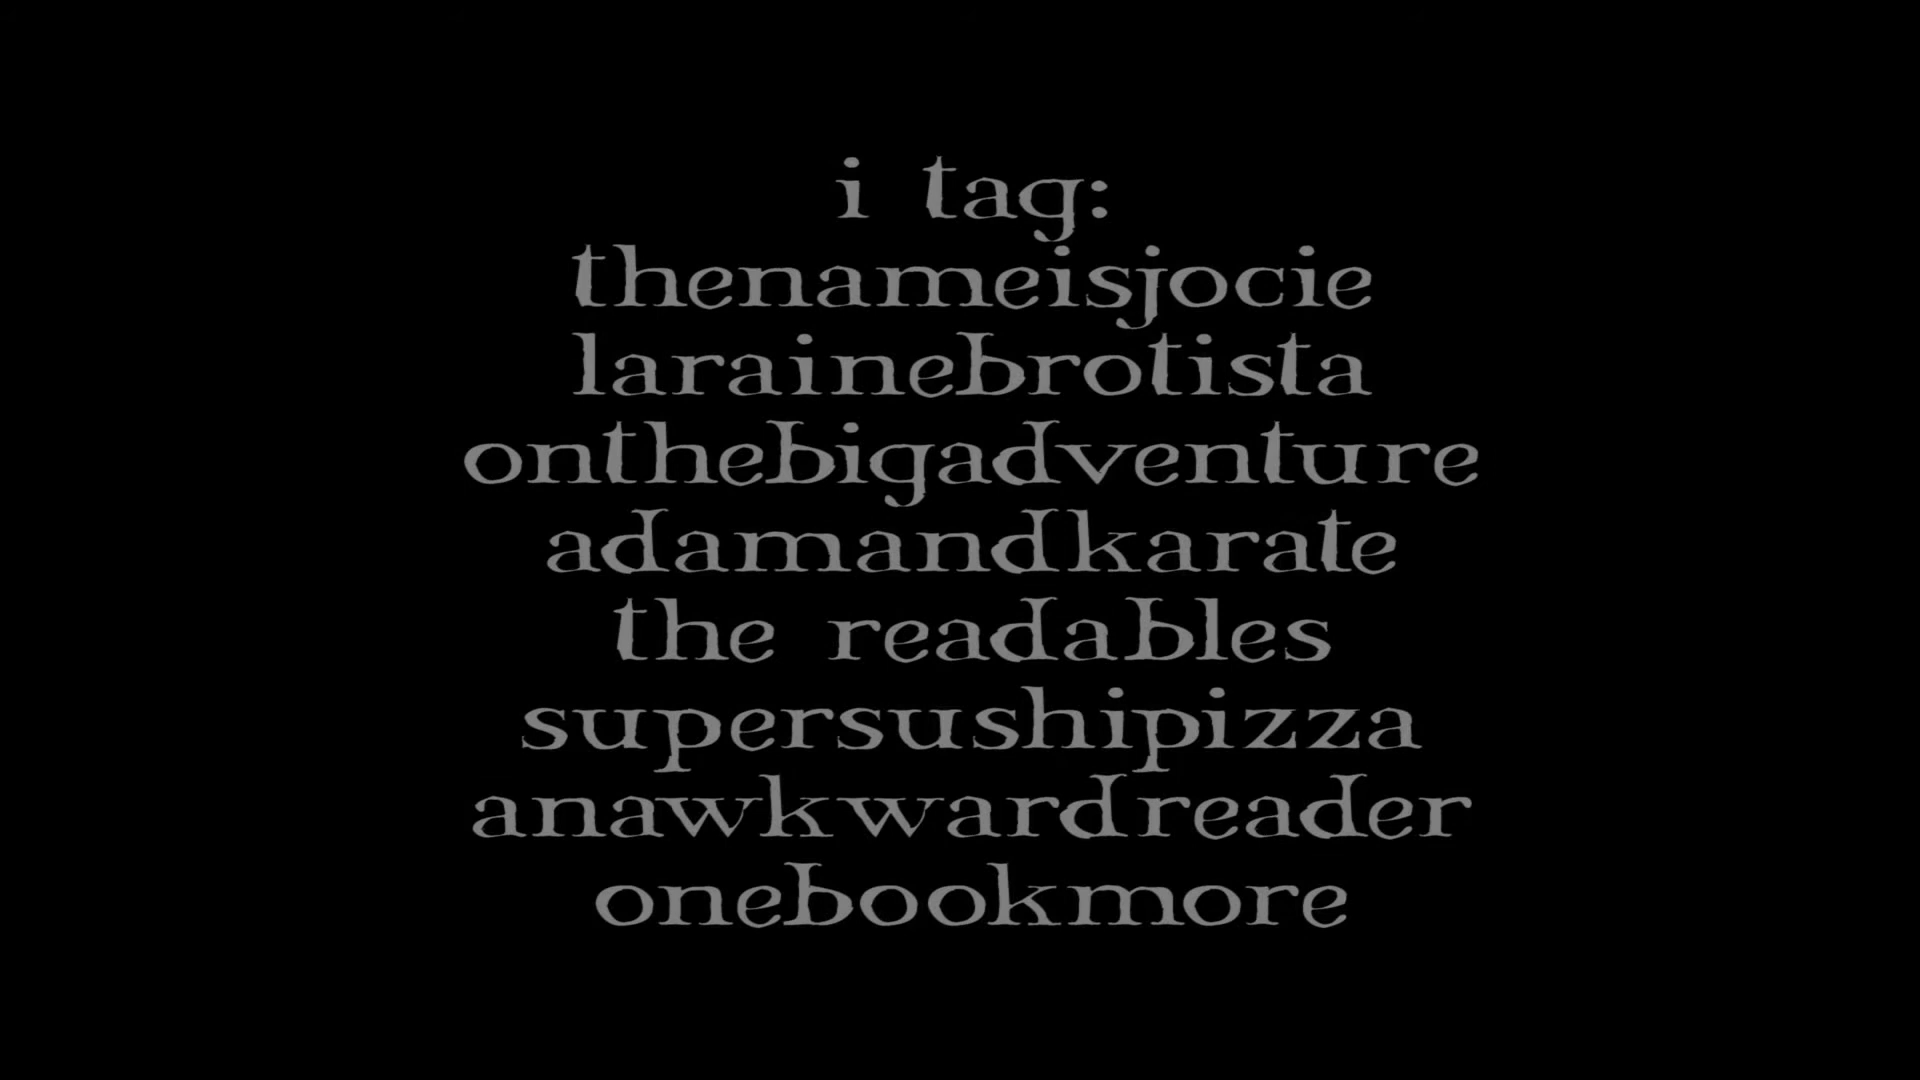 i tag:
thenameisjocie
larainebrotista
onthebigadventure
adamandkarate
the readables
supersushipizza
anawkwardreader
onebookmore